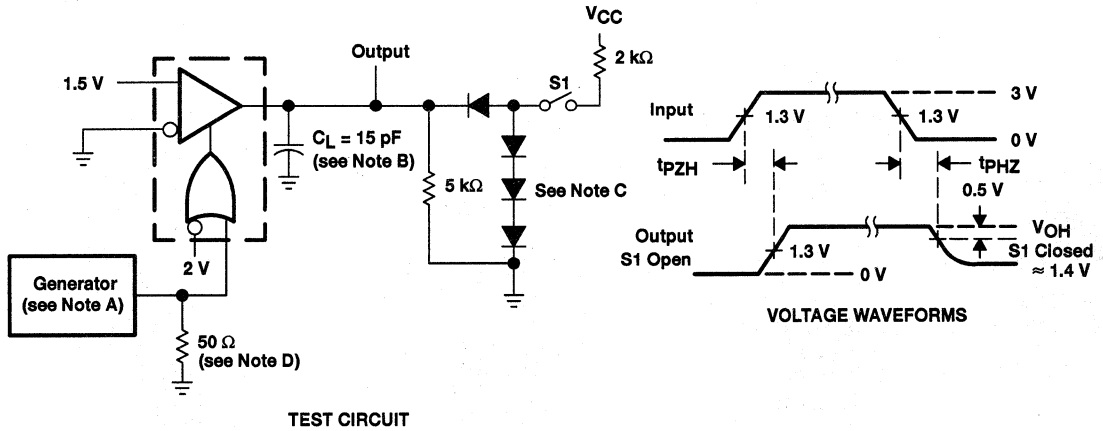 VCC
2 kΩ
Output
S1
1.5 V
CL = 15 pF
(see Note B)
5 kΩ
See Note C
2 V
Generator
(see Note A)
50 Ω
(see Note D)
TEST CIRCUIT
Input
3 V
1.3 V
1.3 V
0 V
tPZH
tPHZ
0.5 V
Output
S1 Open
1.3 V
VOH
S1 Closed
≈ 1.4 V
0 V
VOLTAGE WAVEFORMS